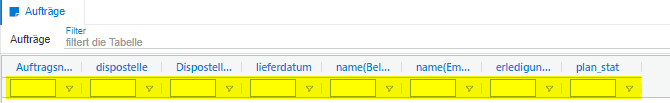 Aufträge
Filter
Aufträge filtert die Tabelle
Auftragsn... dispostelle Dispostell... lieferdatum name(Bel... name(Em... erledigun... plan_stat